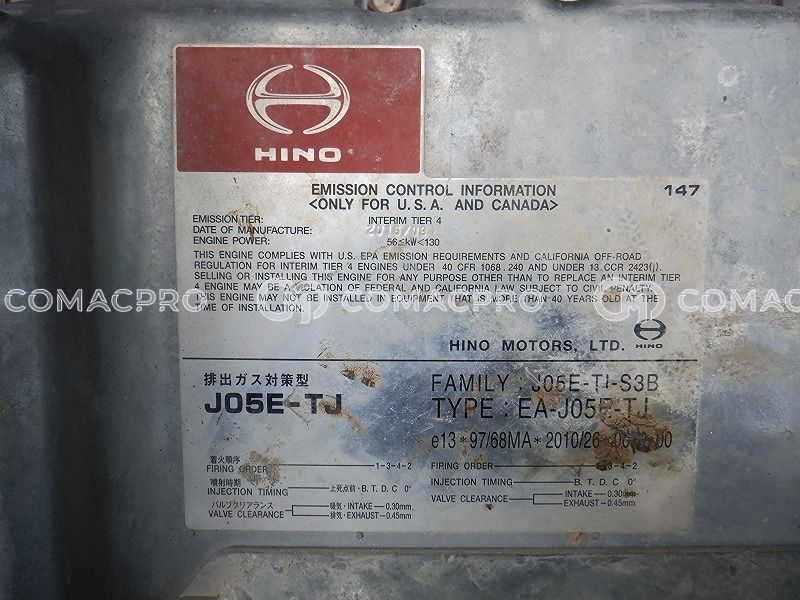 HINO
EMISSION CONTROL INFORMATION
<ONLY FOR U.S.A. AND CANADA>
147
EMISSION TIER: INTERIM TIER 4
DATE OF MANUFACTURE:
ENGINE POWER: 56≤kW<130
THIS ENGINE COMPLIES WITH U.S. EPA EMISSION REQUIREMENTS AND CALIFORNIA OFF-ROAD
REGULATION FOR INTERIM TIER 4 ENGINES UNDER 40 CFR 1068.240 AND UNDER 13 CCR 2423(j).
SELLING OR INSTALLING THIS ENGINE FOR ANY PURPOSE OTHER THAN TO REPLACE AN INTERIM TIER
4 ENGINE MAY BE A VIOLATION OF FEDERAL AND CALIFORNIA LAW SUBJECT TO CIVIL PENALTY.
THIS ENGINE MAY NOT BE INSTALLED IN EQUIPMENT THAT IS MORE THAN 40 YEARS OLD AT THE
TIME OF INSTALLATION.
COMACPRO COMACPRO COMAC
HINO MOTORS, LTD. HINO
排出ガス対策型
J05E-TJ
FAMILY : J05E-TI-S3B
TYPE : EA-J05E-TJ
e13*97/68MA*2010/26
着火順序
FIRING ORDER 1-3-4-2
噴射時期
INJECTION TIMING 上死点前・B.T.D.C 0°
バルブクリアランス
VALVE CLEARANCE
吸気・INTAKE-0.30mm
排気・EXHAUST-0.45mm
FIRING ORDER 1-3-4-2
INJECTION TIMING B.T.D.C 0°
VALVE CLEARANCE
INTAKE-0.30mm
EXHAUST-0.45mm